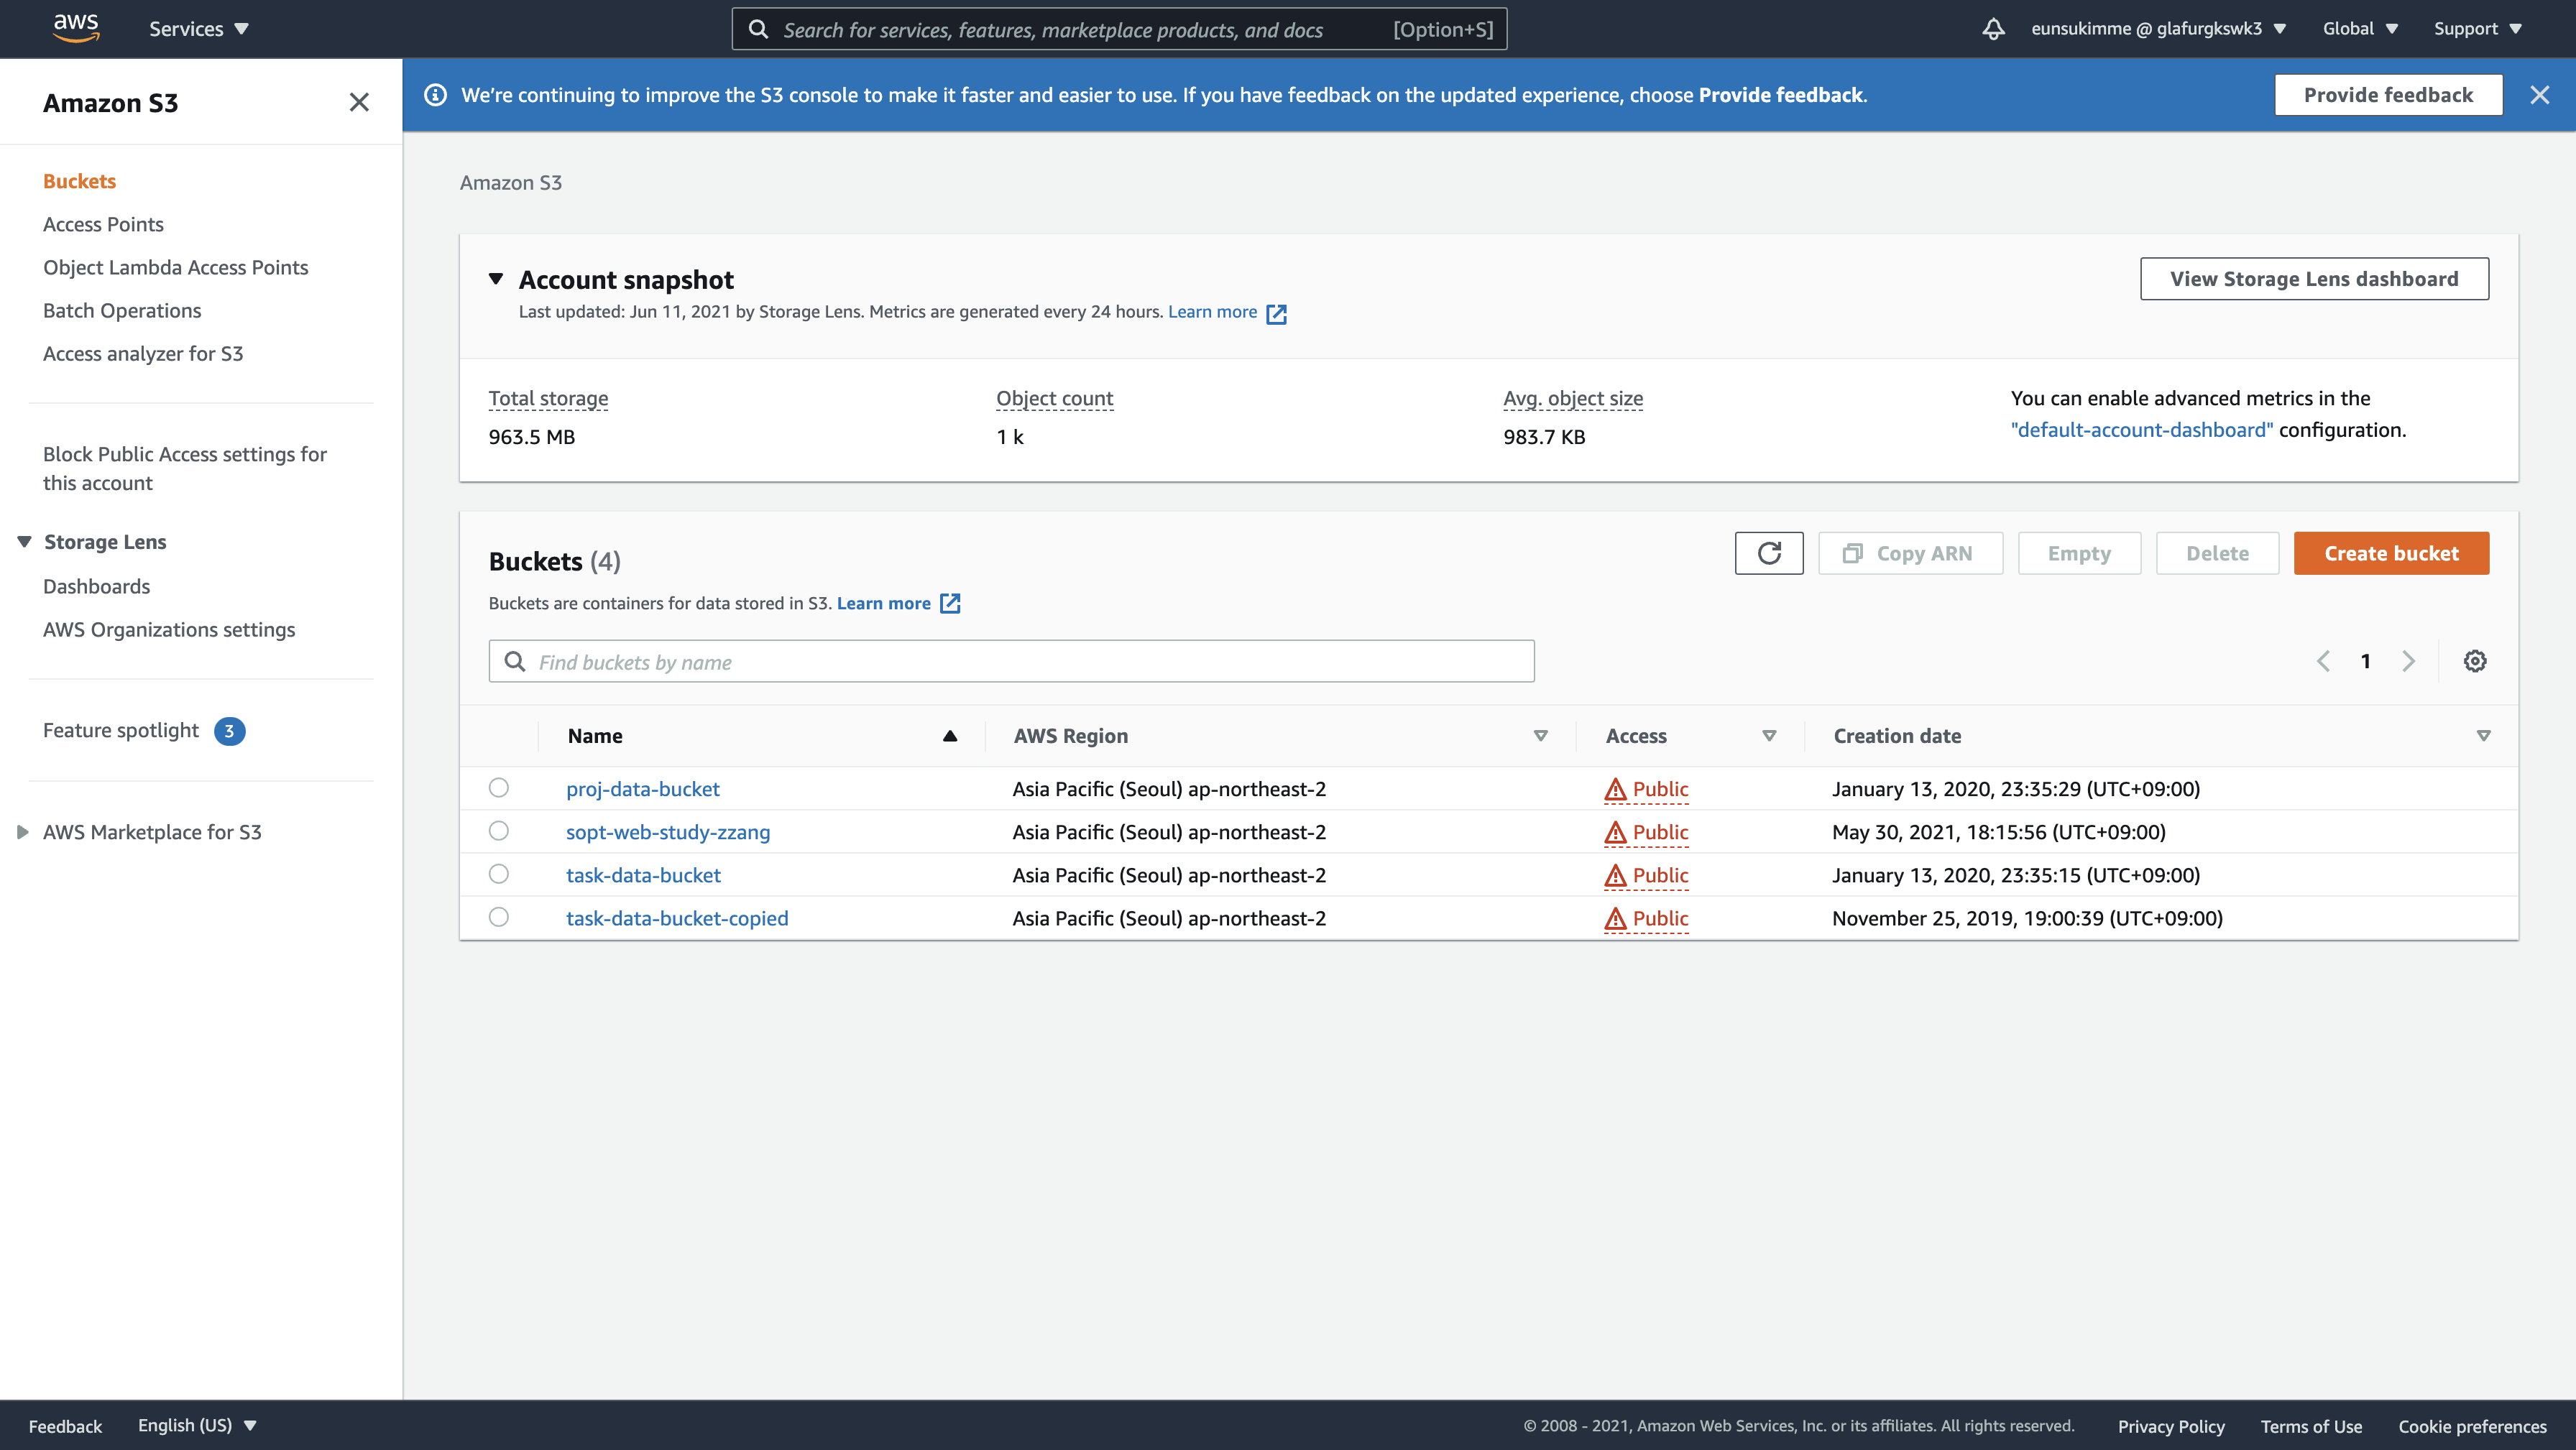 aws
Services
Search for services, features, marketplace products, and docs [Option+S]
eunsukimme @ glafurgkswk3
Global
Support
Amazon S3
Buckets
Access Points
Object Lambda Access Points
Batch Operations
Access analyzer for S3
Block Public Access settings for
this account
Storage Lens
Dashboards
AWS Organizations settings
Feature spotlight 3
AWS Marketplace for S3
We're continuing to improve the S3 console to make it faster and easier to use. If you have feedback on the updated experience, choose Provide feedback.
Provide feedback
Amazon S3
Account snapshot
Last updated: Jun 11, 2021 by Storage Lens. Metrics are generated every 24 hours. Learn more
View Storage Lens dashboard
Total storage
963.5 MB
Object count
1 k
Avg. object size
983.7 KB
You can enable advanced metrics in the
"default-account-dashboard" configuration.
Buckets (4)
Buckets are containers for data stored in S3. Learn more
Copy ARN
Empty
Delete
Create bucket
Find buckets by name
1
Name AWS Region Access Creation date
proj-data-bucket Asia Pacific (Seoul) ap-northeast-2 Public January 13, 2020, 23:35:29 (UTC+09:00)
sopt-web-study-zzang Asia Pacific (Seoul) ap-northeast-2 Public May 30, 2021, 18:15:56 (UTC+09:00)
task-data-bucket Asia Pacific (Seoul) ap-northeast-2 Public January 13, 2020, 23:35:15 (UTC+09:00)
task-data-bucket-copied Asia Pacific (Seoul) ap-northeast-2 Public November 25, 2019, 19:00:39 (UTC+09:00)
Feedback English (US) © 2008 - 2021, Amazon Web Services, Inc. or its affiliates. All rights reserved. Privacy Policy Terms of Use Cookie preferences